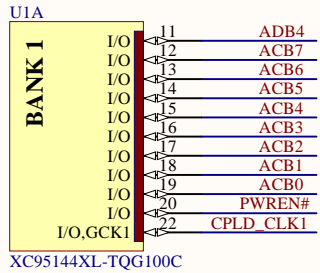 U1A
BANK 1
I/O 11 ADB4
I/O 12 ACB7
I/O 13 ACB6
I/O 14 ACB5
I/O 15 ACB4
I/O 16 ACB3
I/O 17 ACB2
I/O 18 ACB1
I/O 19 ACB0
I/O 20 PWREN#
I/O,GCK1 22 CPLD_CLK1
XC95144XL-TQG100C